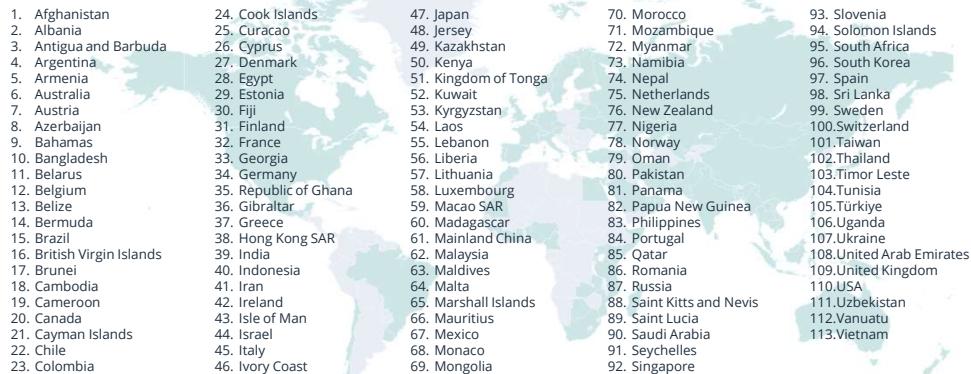 1. Afghanistan
2. Albania
3. Antigua and Barbuda
4. Argentina
5. Armenia
6. Australia
7. Austria
8. Azerbaijan
9. Bahamas
10. Bangladesh
11. Belarus
12. Belgium
13. Belize
14. Bermuda
15. Brazil
16. British Virgin Islands
17. Brunei
18. Cambodia
19. Cameroon
20. Canada
21. Cayman Islands
22. Chile
23. Colombia
24. Cook Islands
25. Curacao
26. Cyprus
27. Denmark
28. Egypt
29. Estonia
30. Fiji
31. Finland
32. France
33. Georgia
34. Germany
35. Republic of Ghana
36. Gibraltar
37. Greece
38. Hong Kong SAR
39. India
40. Indonesia
41. Iran
42. Ireland
43. Isle of Man
44. Israel
45. Italy
46. Ivory Coast
47. Japan
48. Jersey
49. Kazakhstan
50. Kenya
51. Kingdom of Tonga
52. Kuwait
53. Kyrgyzstan
54. Laos
55. Lebanon
56. Liberia
57. Lithuania
58. Luxembourg
59. Macao SAR
60. Madagascar
61. Mainland China
62. Malaysia
63. Maldives
64. Malta
65. Marshall Islands
66. Mauritius
67. Mexico
68. Monaco
69. Mongolia
70. Morocco
71. Mozambique
72. Myanmar
73. Namibia
74. Nepal
75. Netherlands
76. New Zealand
77. Nigeria
78. Norway
79. Oman
80. Pakistan
81. Panama
82. Papua New Guinea
83. Philippines
84. Portugal
85. Qatar
86. Romania
87. Russia
88. Saint Kitts and Nevis
89. Saint Lucia
90. Saudi Arabia
91. Seychelles
92. Singapore
93. Slovenia
94. Solomon Islands
95. South Africa
96. South Korea
97. Spain
98. Sri Lanka
99. Sweden
100.Switzerland
101.Taiwan
102.Thailand
103.Timor Leste
104.Tunisia
105.Türkiye
106.Uganda
107.Ukraine
108.United Arab Emirates
109.United Kingdom
110.USA
111.Uzbekistan
112.Vanuatu
113.Vietnam